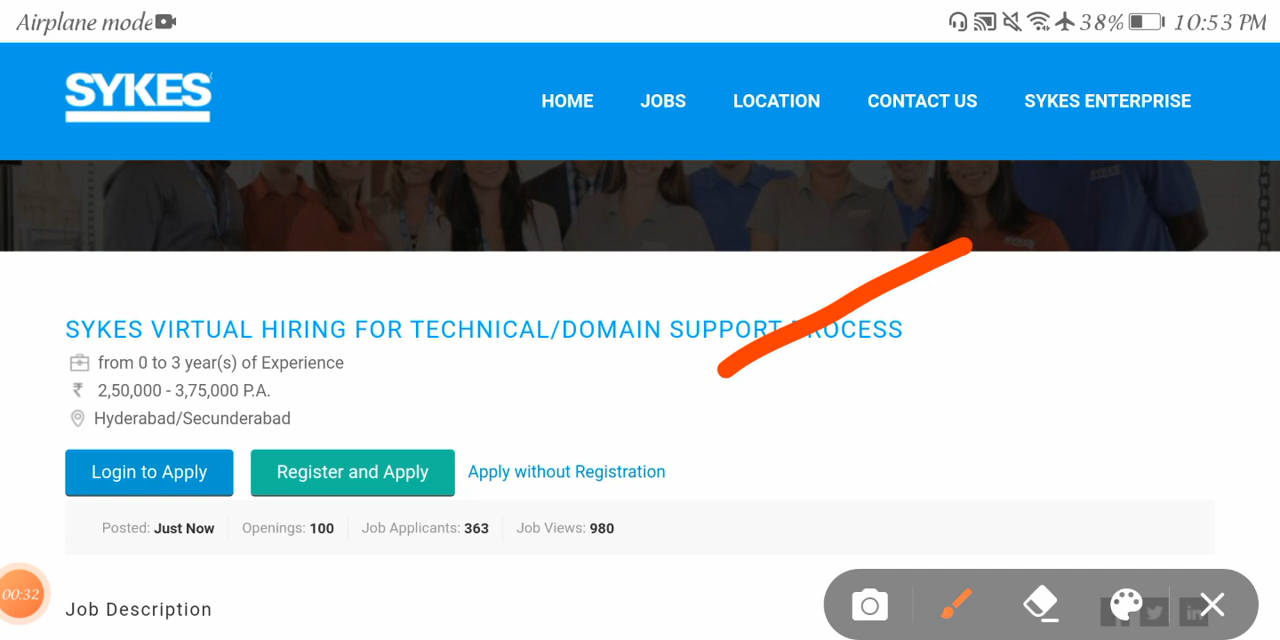 Airplane mode 38% 10:53 PM
SYKES HOME JOBS LOCATION CONTACT US SYKES ENTERPRISE
SYKES VIRTUAL HIRING FOR TECHNICAL/DOMAIN SUPPORT PROCESS
from 0 to 3 year(s) of Experience
₹ 2,50,000 - 3,75,000 P.A.
Hyderabad/Secunderabad
Login to Apply Register and Apply Apply without Registration
Posted: Just Now Openings: 100 Job Applicants: 363 Job Views: 980
00:32
Job Description